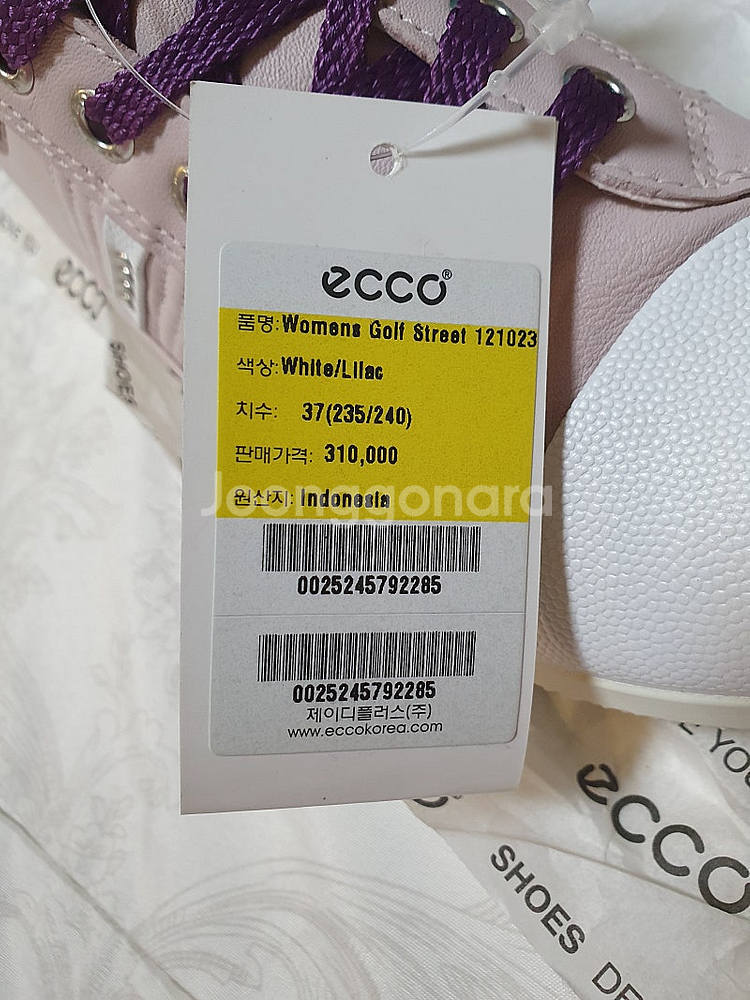 ecco®
품명:Womens Golf Street 121023
색상:White/Lilac
치수: 37(235/240)
판매가격: 310,000
원산지: Indonesia
Joonggonara
0025245792285
0025245792285
제이디플러스(주)
www.eccokorea.com
ecco
SHOES
E YOU
ecco
SHOES DE